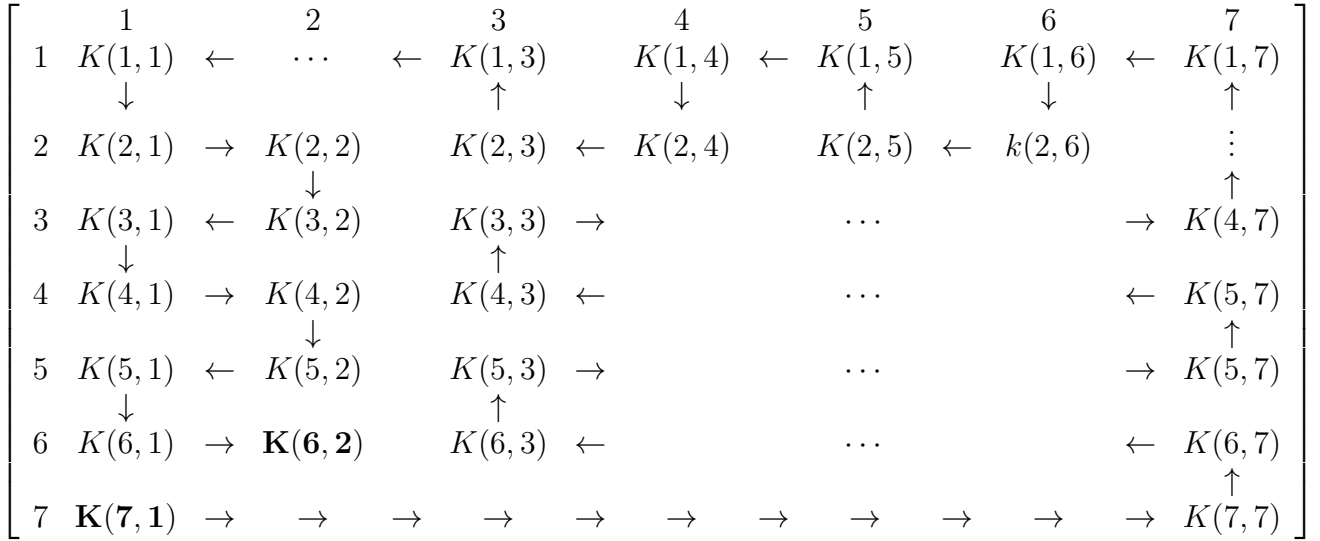 1 2 3 4 5 6 7
1 K(1,1) ← ⋯ ← K(1,3) K(1,4) ← K(1,5) K(1,6) ← K(1,7)
↓ ↑ ↓ ↑ ↓ ↑
2 K(2,1) → K(2,2) K(2,3) ← K(2,4) K(2,5) ← k(2,6) ⋮
↓ ↑
3 K(3,1) ← K(3,2) K(3,3) → ⋯ → K(4,7)
↓ ↑
4 K(4,1) → K(4,2) K(4,3) ← ⋯ ← K(5,7)
↓ ↑
5 K(5,1) ← K(5,2) K(5,3) → ⋯ → K(5,7)
↓ ↑
6 K(6,1) → K(6,2) K(6,3) ← ⋯ ← K(6,7)
↑
7 K(7,1) → → → → → → → → → → → K(7,7)